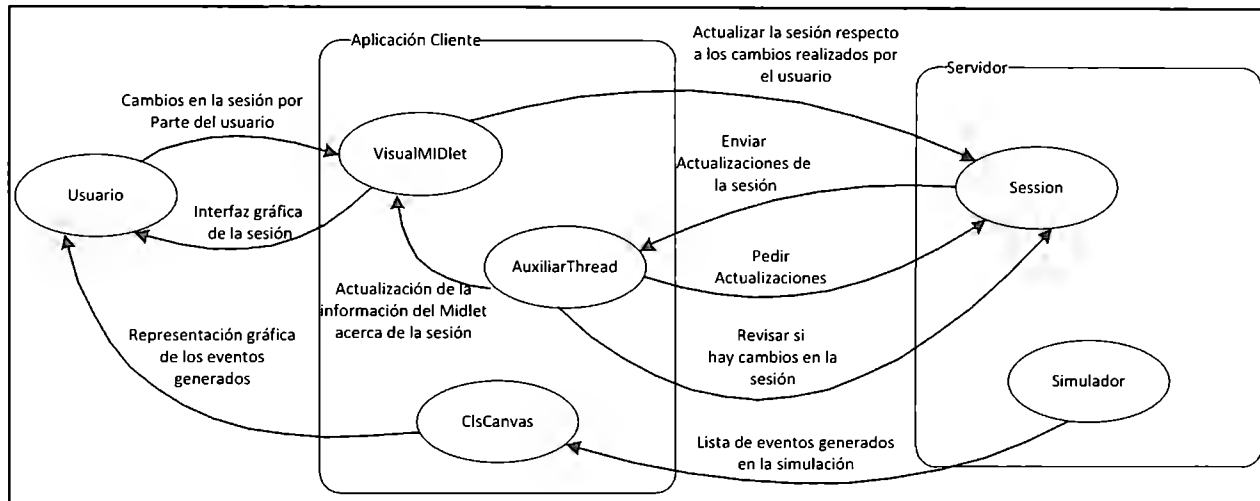 Aplicación Cliente
Actualizar la sesión respecto
a los cambios realizados por
el usuario
Servidor
Cambios en la sesión por
Parte del usuario
VisualMIDlet
Enviar
Actualizaciones de
la sesión
Usuario
Session
Interfaz gráfica
de la sesión
AuxiliarThread
Pedir
Actualizaciones
Actualización de la
información del Midlet
acerca de la sesión
Representación gráfica
de los eventos
generados
Revisar si
hay cambios en la
sesión
Simulador
ClsCanvas
Lista de eventos generados
en la simulación